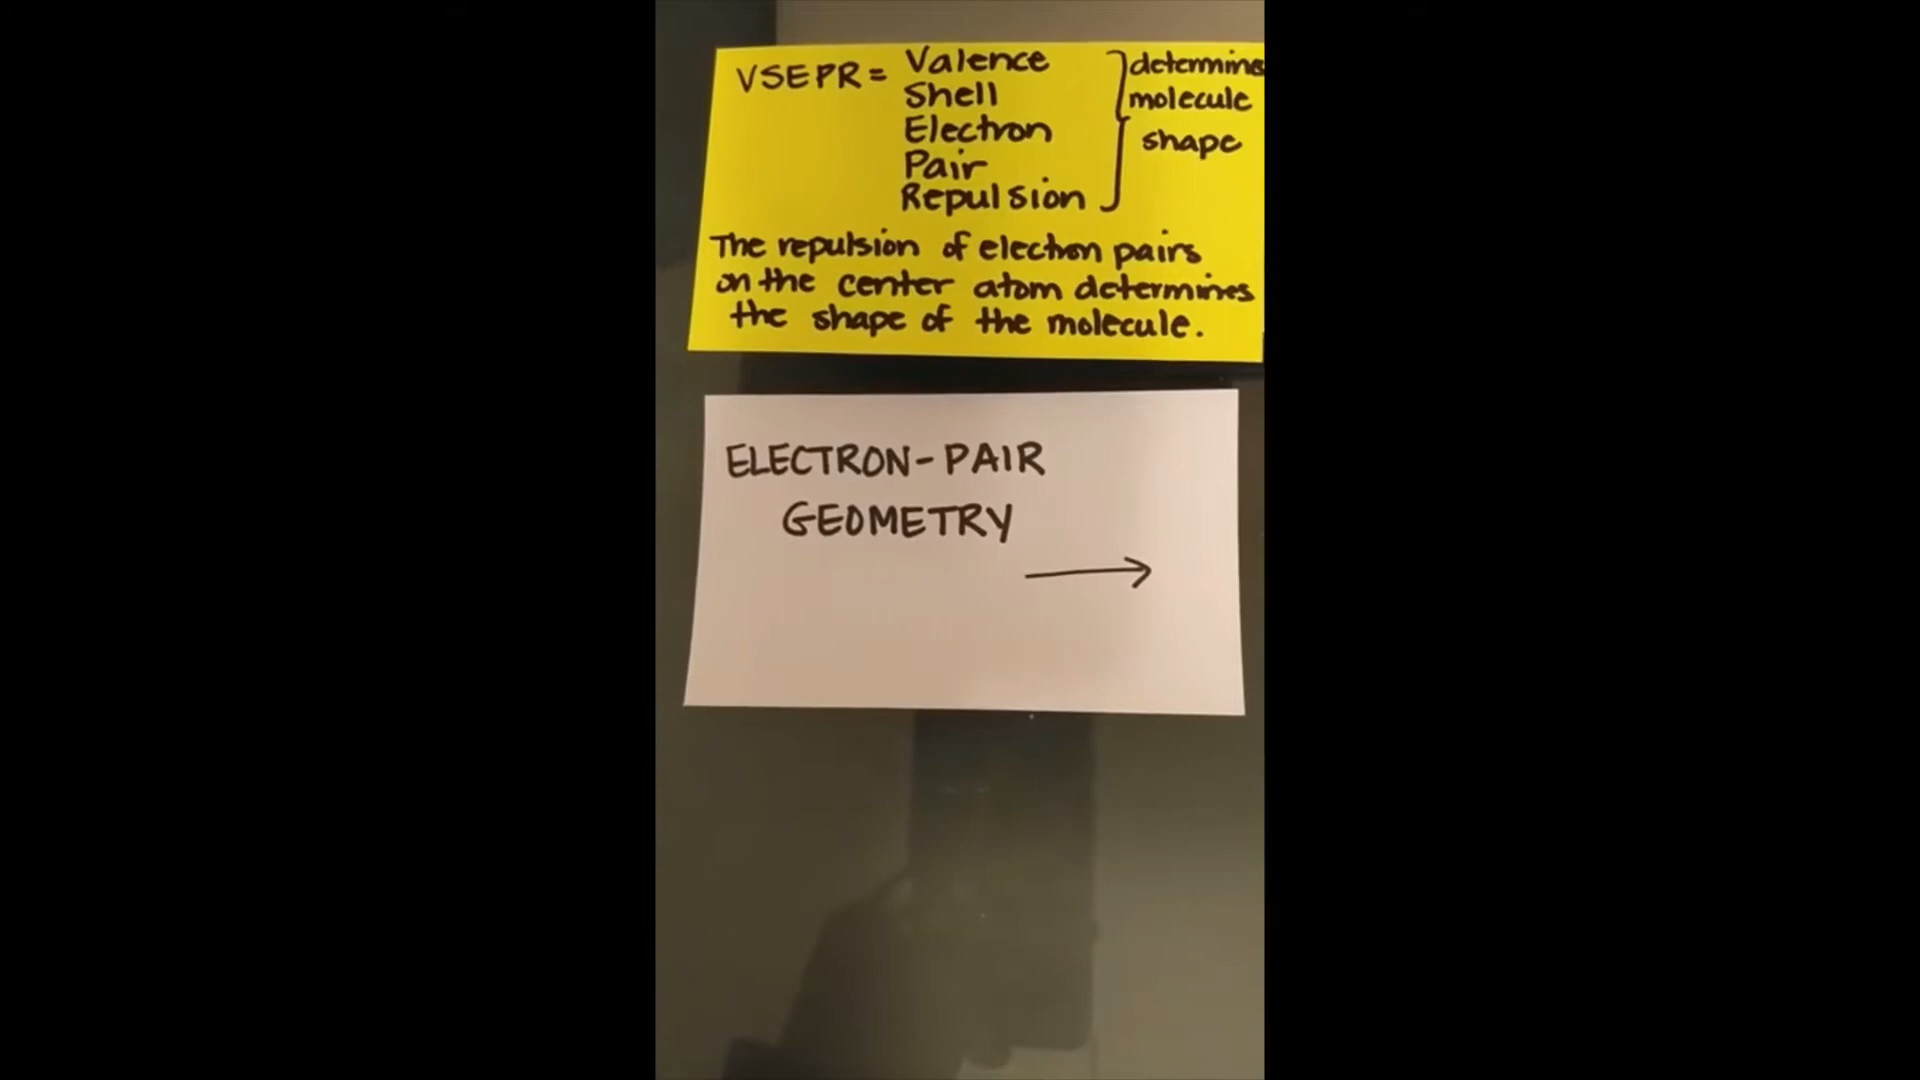 VSEPR = Valence
Shell
Electron
Pair
Repulsion
determine
molecule
shape
The repulsion of electron pairs
on the center atom determines
the shape of the molecule.
ELECTRON-PAIR
GEOMETRY
→